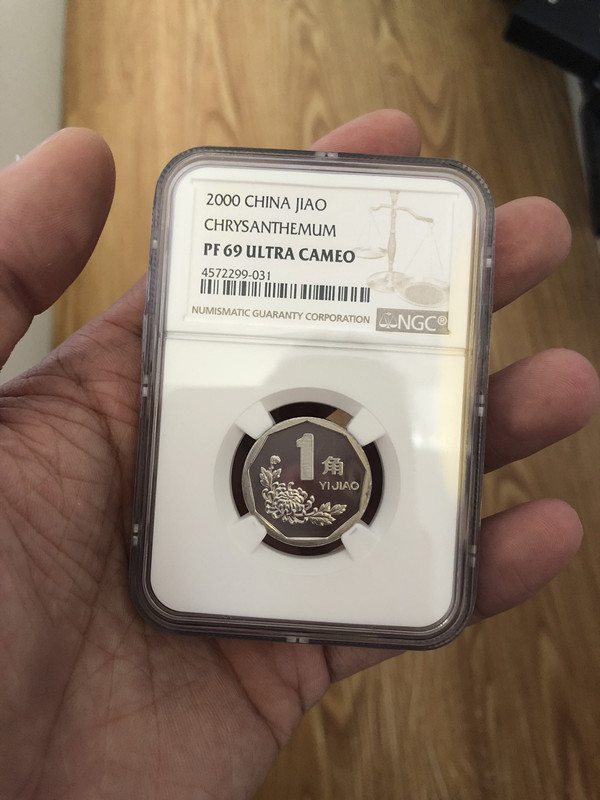 2000 CHINA JIAO
CHRYSANTHEMUM
PF 69 ULTRA CAMEO
4572299-031
NUMISMATIC GUARANTY CORPORATION NGC®
1角
YI JIAO